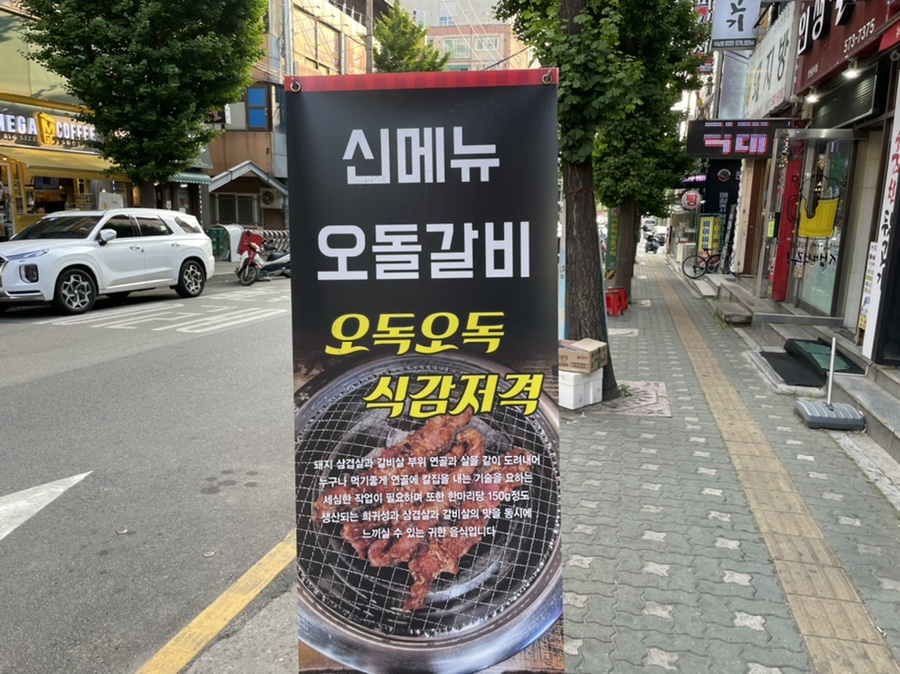 신메뉴
오돌갈비
오독오독
식감저격
돼지 삼겹살과 갈비살 부위 연골과 살을 같이 도려내어
누구나 먹기좋게 연골에 칼집을 내는 기술을 요하는
세심한 작업이 필요하며 또한 한마리당 150g정도
생산되는 희귀성과 삼겹살과 갈비살의 맛을 동시에
느끼실 수 있는 귀한 음식입니다
MEGA COFFEE
573-7375